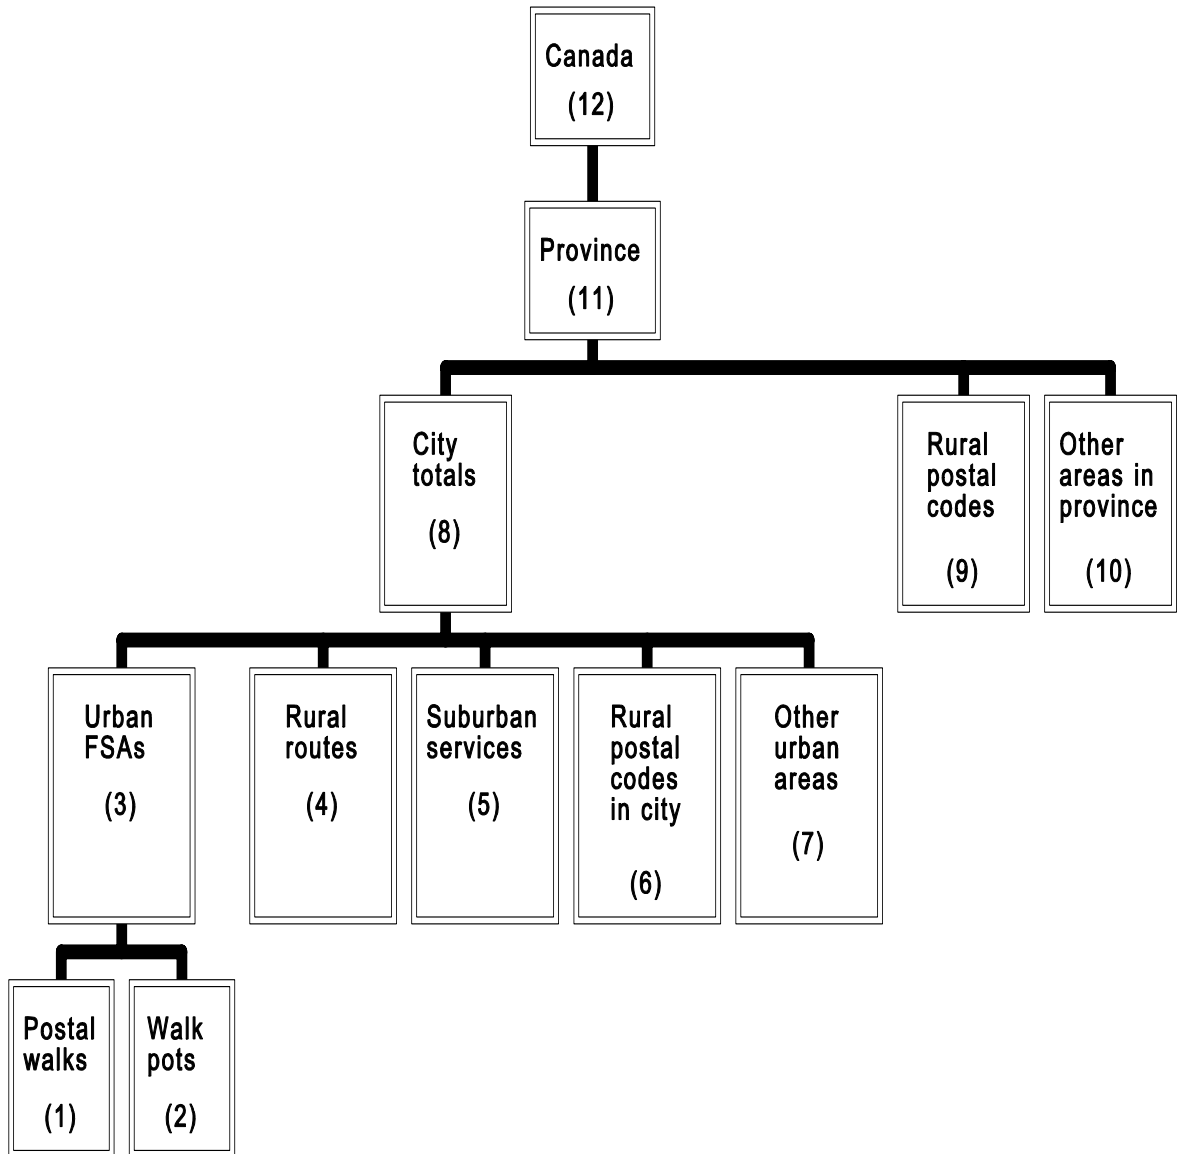 Canada
(12)
Province
(11)
City
totals
(8)
Rural
postal
codes
(9)
Other
areas in
province
(10)
Urban
FSAs
(3)
Rural
routes
(4)
Suburban
services
(5)
Rural
postal
codes
in city
(6)
Other
urban
areas
(7)
Postal
walks
(1)
Walk
pots
(2)